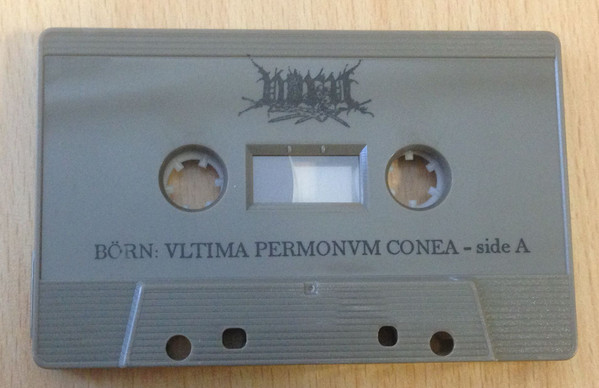 BÖRN: VLTIMA PERMONVM CONEA - side A